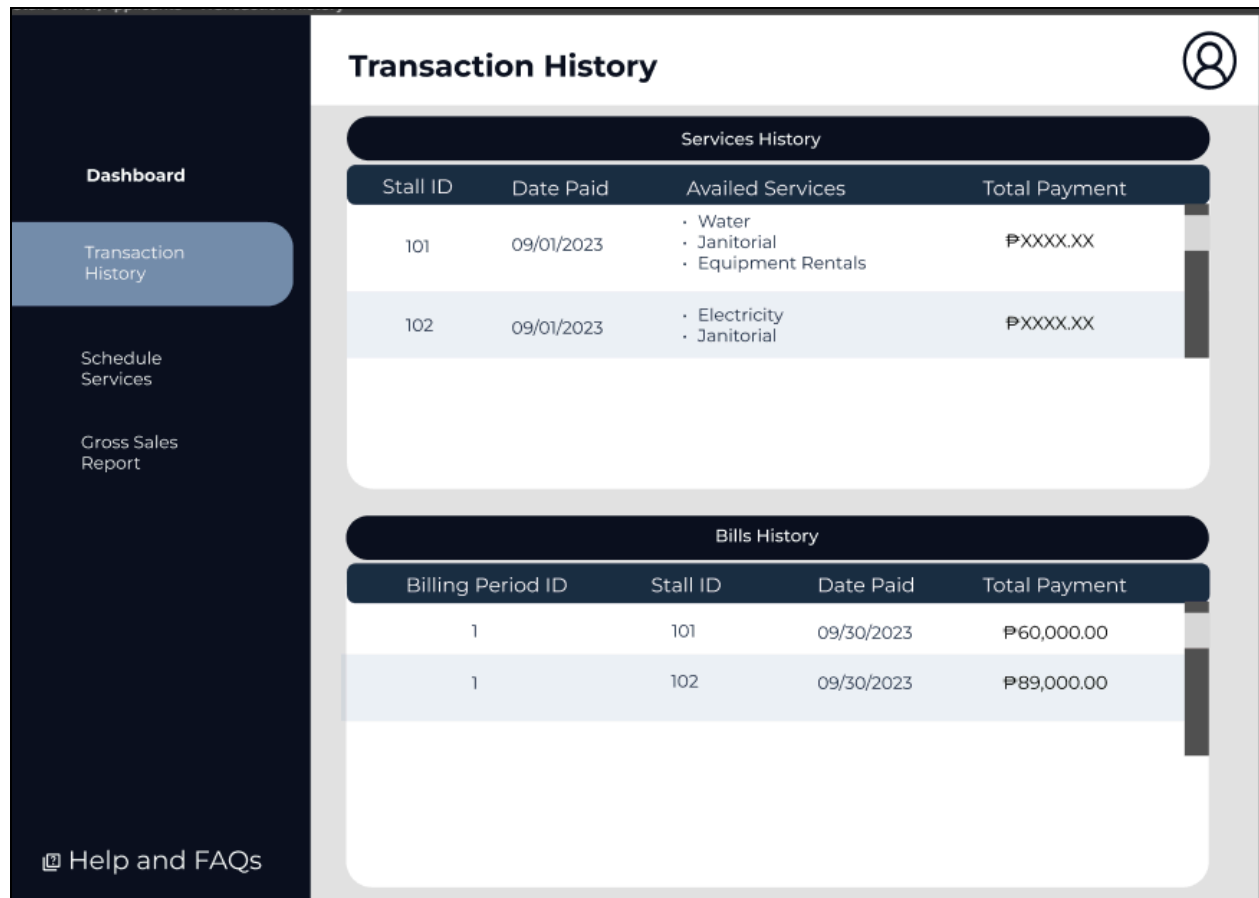 Transaction History
Dashboard
Transaction
History
Schedule
Services
Gross Sales
Report
Help and FAQs
Services History
Stall ID Date Paid Availed Services Total Payment
101 09/01/2023 • Water • Janitorial • Equipment Rentals ₱XXXX.XX
102 09/01/2023 • Electricity • Janitorial ₱XXXX.XX
Bills History
Billing Period ID Stall ID Date Paid Total Payment
1 101 09/30/2023 ₱60,000.00
1 102 09/30/2023 ₱89,000.00